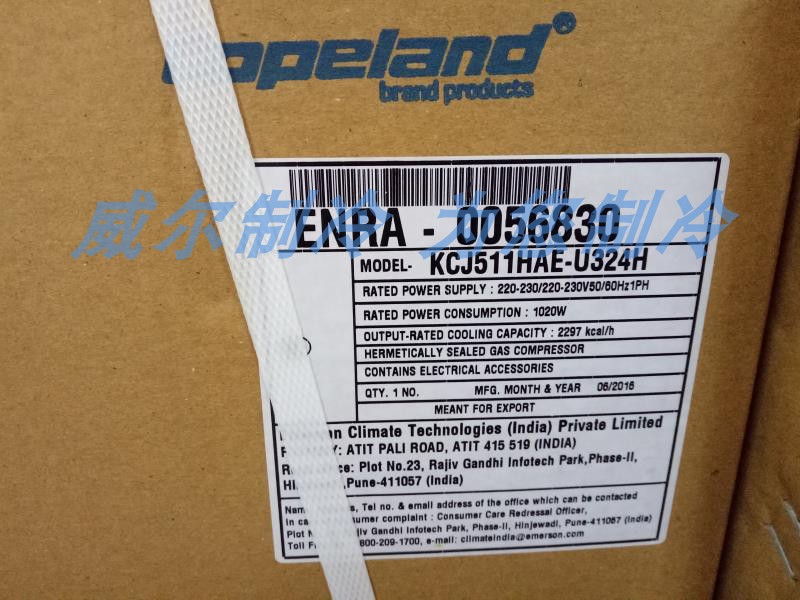 Copeland®
brand products
威尔制冷
ENRA - 0056830
MODEL- KCJ511HAE-U324H
RATED POWER SUPPLY : 220-230/220-230V50/60Hz1PH
RATED POWER CONSUMPTION : 1020W
OUTPUT-RATED COOLING CAPACITY : 2297 kcal/h
HERMETICALLY SEALED GAS COMPRESSOR
CONTAINS ELECTRICAL ACCESSORIES
QTY. 1 NO. MFG. MONTH & YEAR 06/2016
MEANT FOR EXPORT
Climate Technologies (India) Private Limited
: ATIT PALI ROAD, ATIT 415 519 (INDIA)
: Plot No.23, Rajiv Gandhi Infotech Park,Phase-II,
,Pune-411057 (India)
Tel no. & email address of the office which can be contacted
In complaint : Consumer Care Redressal Officer,
Plot Gandhi Infotech Park, Phase-II, Hinjewadi, Pune-411057 (India)
Toll 800-209-1700, e-mail: climateindia@emerson.com